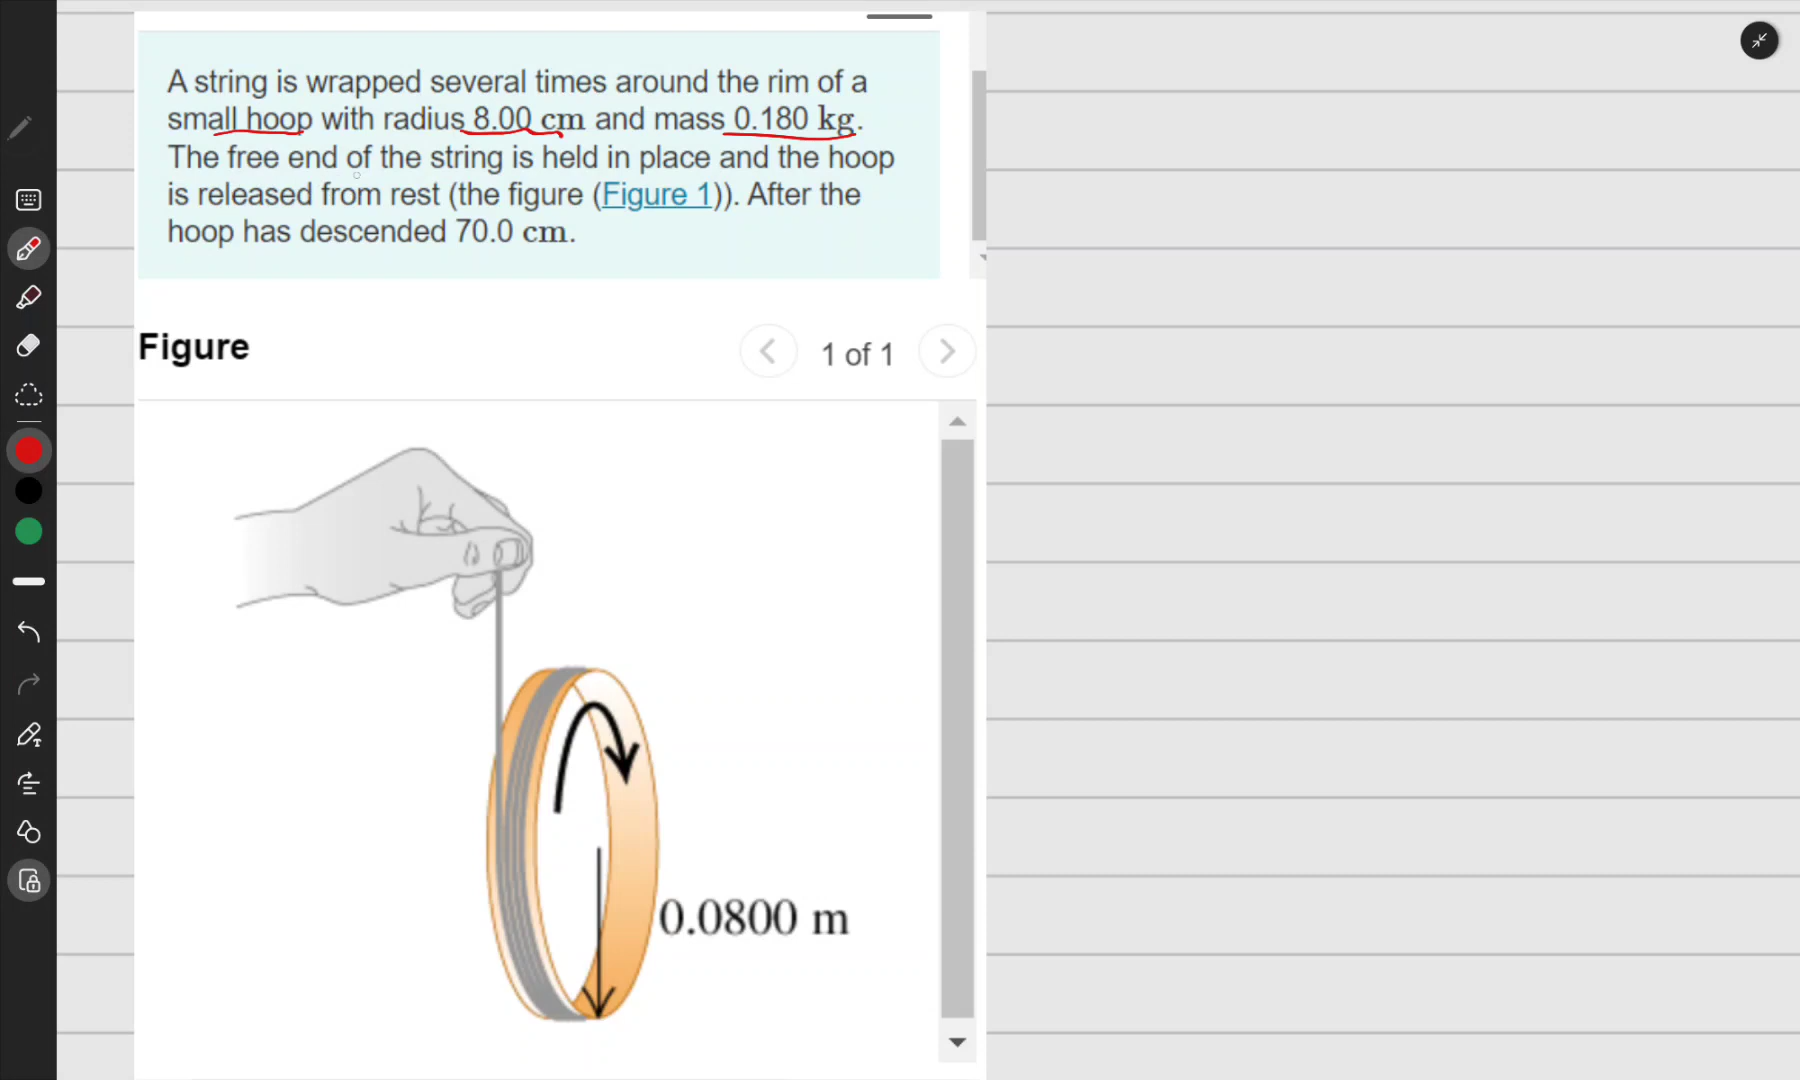 A string is wrapped several times around the rim of a
small hoop with radius 8.00 cm and mass 0.180 kg.
The free end of the string is held in place and the hoop
is released from rest (the figure (Figure 1)). After the
hoop has descended 70.0 cm.
Figure
1 of 1
0.0800 m